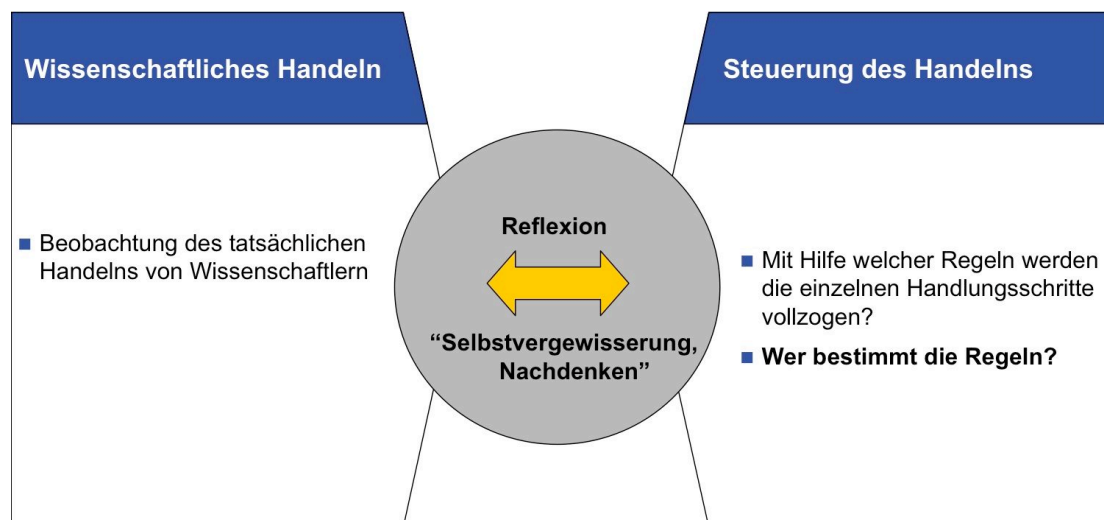 Wissenschaftliches Handeln
Steuerung des Handelns
Beobachtung des tatsächlichen
Handelns von Wissenschaftlern
Reflexion
“Selbstvergewisserung,
Nachdenken”
Mit Hilfe welcher Regeln werden
die einzelnen Handlungsschritte
vollzogen?
Wer bestimmt die Regeln?